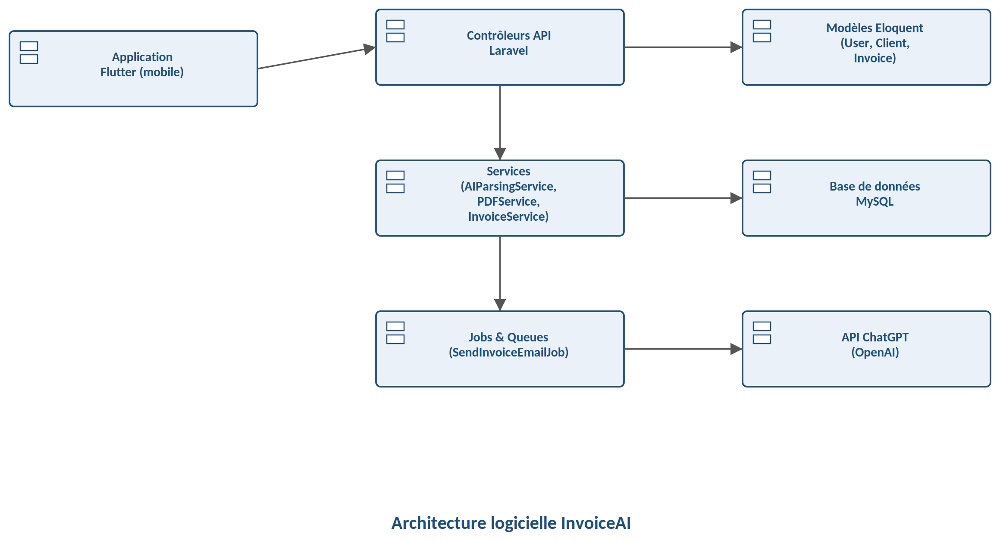 Application
Flutter (mobile)
Contrôleurs API
Laravel
Modèles Eloquent
(User, Client,
Invoice)
Services
(AIParsingService,
PDFService,
InvoiceService)
Base de données
MySQL
Jobs & Queues
(SendInvoiceEmailJob)
API ChatGPT
(OpenAI)
Architecture logicielle InvoiceAI